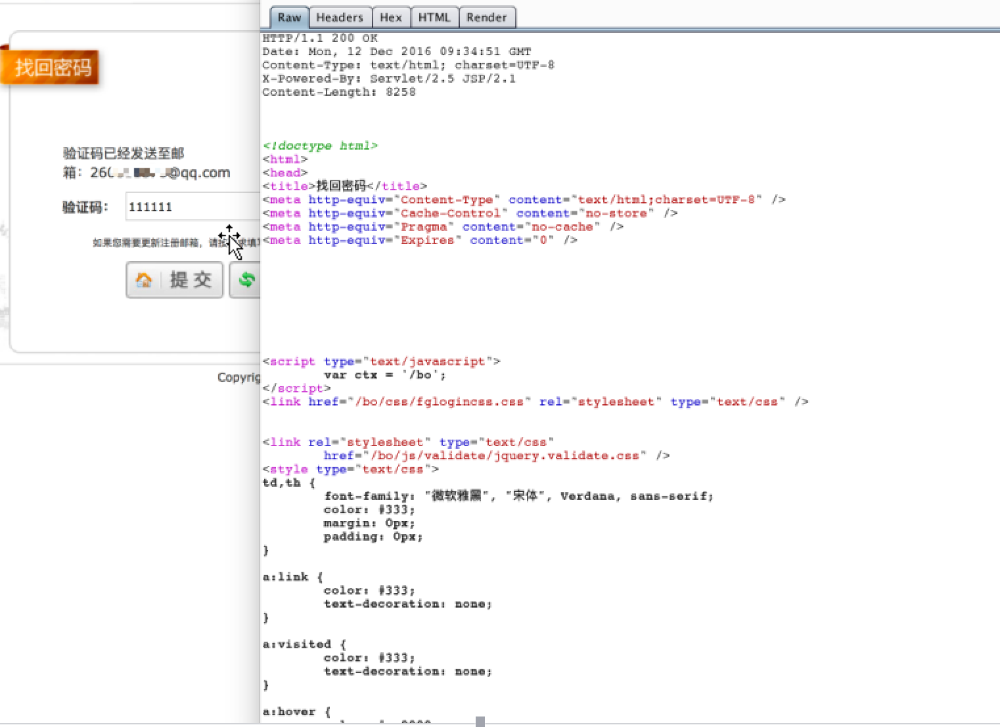 找回密码
验证码已经发送至邮
箱：26 @qq.com
验证码：
111111
如果您需要更新注册邮箱，请按 求填
提 交
Copyrig
Raw Headers Hex HTML Render
HTTP/1.1 200 OK
Date: Mon, 12 Dec 2016 09:34:51 GMT
Content-Type: text/html; charset=UTF-8
X-Powered-By: Servlet/2.5 JSP/2.1
Content-Length: 8258
<!doctype html>
<html>
<head>
<title>找回密码</title>
<meta http-equiv="Content-Type" content="text/html;charset=UTF-8" />
<meta http-equiv="Cache-Control" content="no-store" />
<meta http-equiv="Pragma" content="no-cache" />
<meta http-equiv="Expires" content="0" />
<script type="text/javascript">
var ctx = '/bo';
</script>
<link href="/bo/css/fglogincss.css" rel="stylesheet" type="text/css" />
<link rel="stylesheet" type="text/css"
href="/bo/js/validate/jquery.validate.css" />
<style type="text/css">
td,th {
font-family: "微软雅黑", "宋体", Verdana, sans-serif;
color: #333;
margin: 0px;
padding: 0px;
}
a:link {
color: #333;
text-decoration: none;
}
a:visited {
color: #333;
text-decoration: none;
}
a:hover {